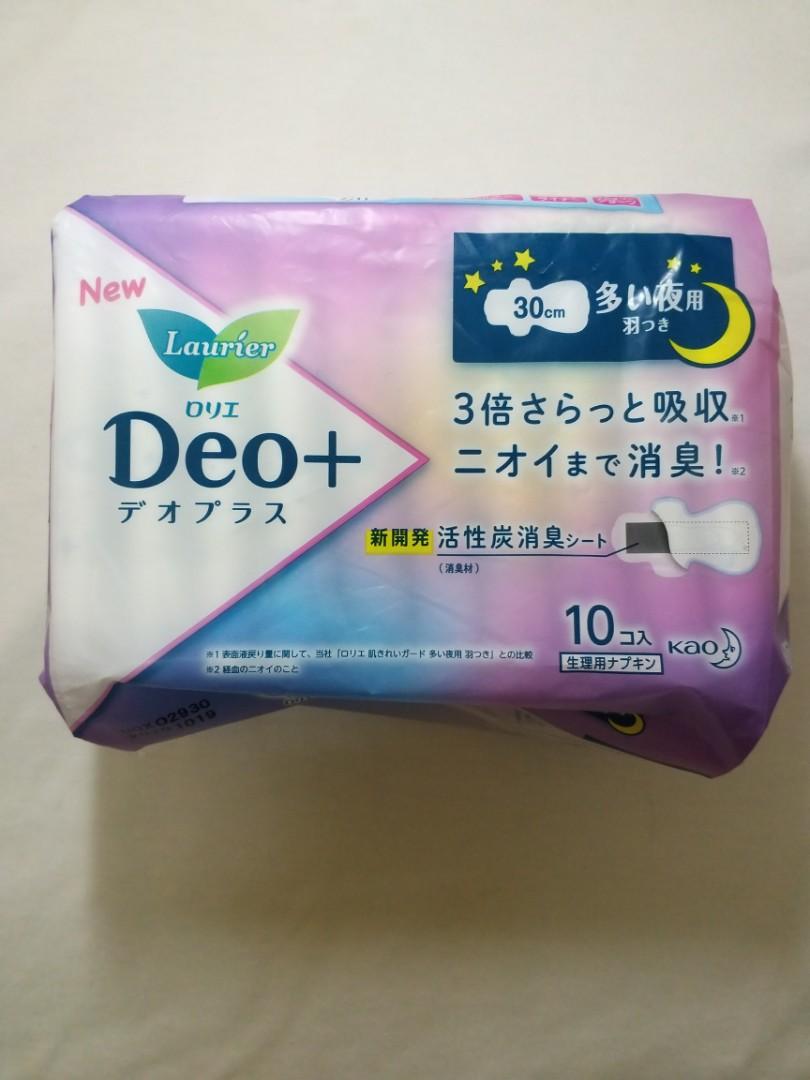 New
Laurier
ロリエ
Deo+
デオプラス
30cm
多い夜用
羽つき
3倍さらっと吸収※1
ニオイまで消臭!※2
新開発 活性炭消臭シート
(消臭材)
10コ入
生理用ナプキン
Kao
※1 表面液戻り量に関して、当社「ロリエ 肌きれいガード 多い夜用 羽つき」との比較
※2 経血のニオイのこと
02930
1019